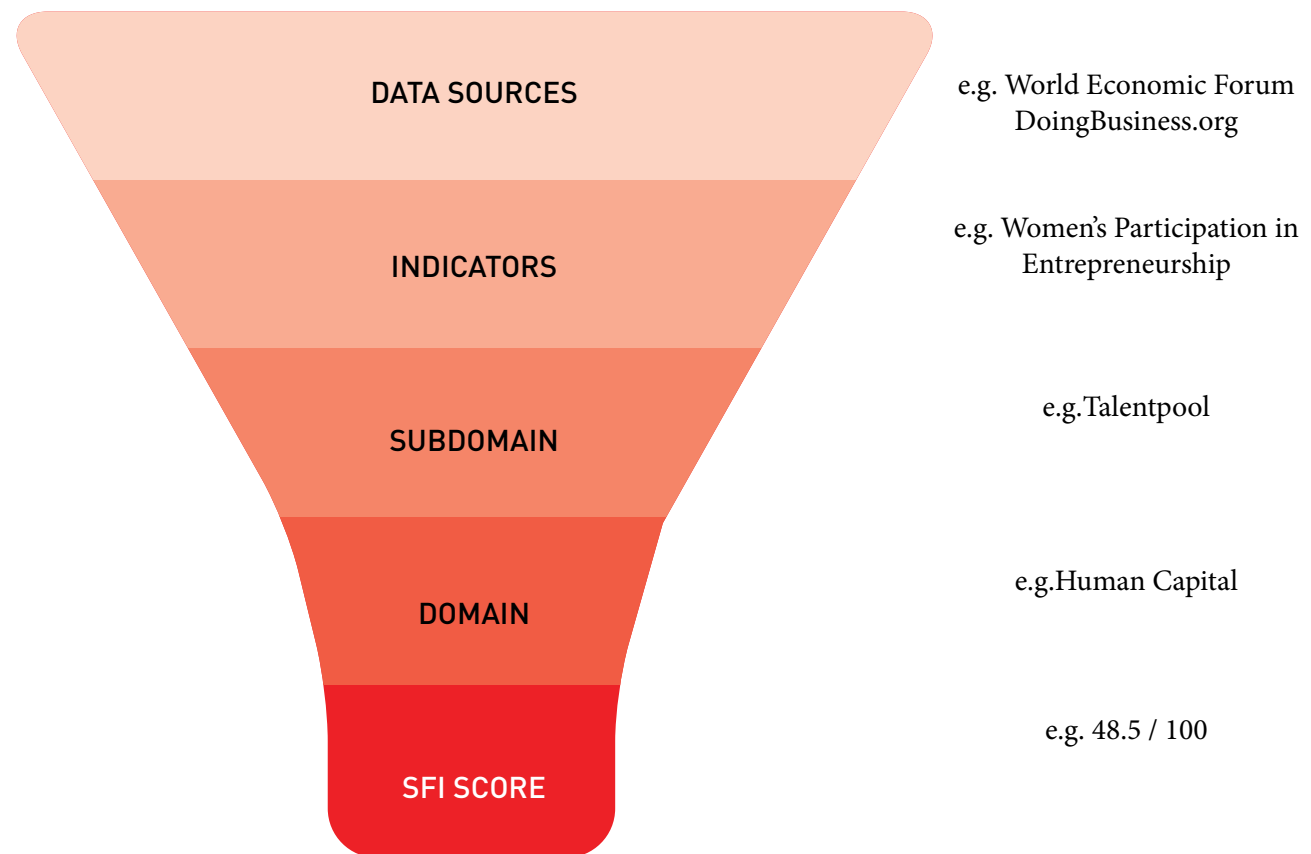 DATA SOURCES
e.g. World Economic Forum
DoingBusiness.org
INDICATORS
e.g. Women’s Participation in
Entrepreneurship
SUBDOMAIN
e.g.Talentpool
DOMAIN
e.g.Human Capital
SFI SCORE
e.g. 48.5 / 100